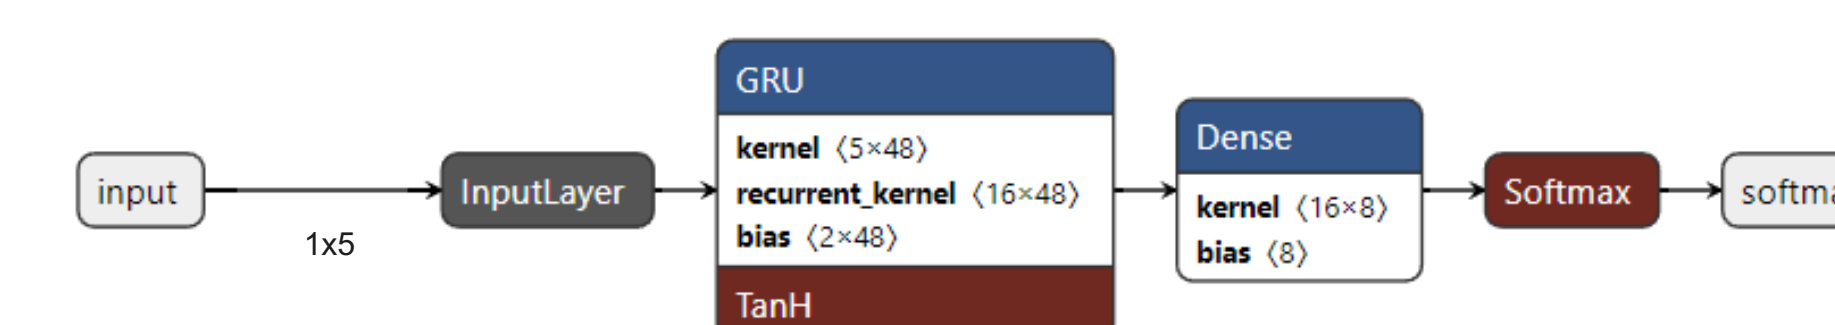 input
1x5
InputLayer
GRU
kernel ⟨5×48⟩
recurrent_kernel ⟨16×48⟩
bias ⟨2×48⟩
TanH
Dense
kernel ⟨16×8⟩
bias ⟨8⟩
Softmax
softma